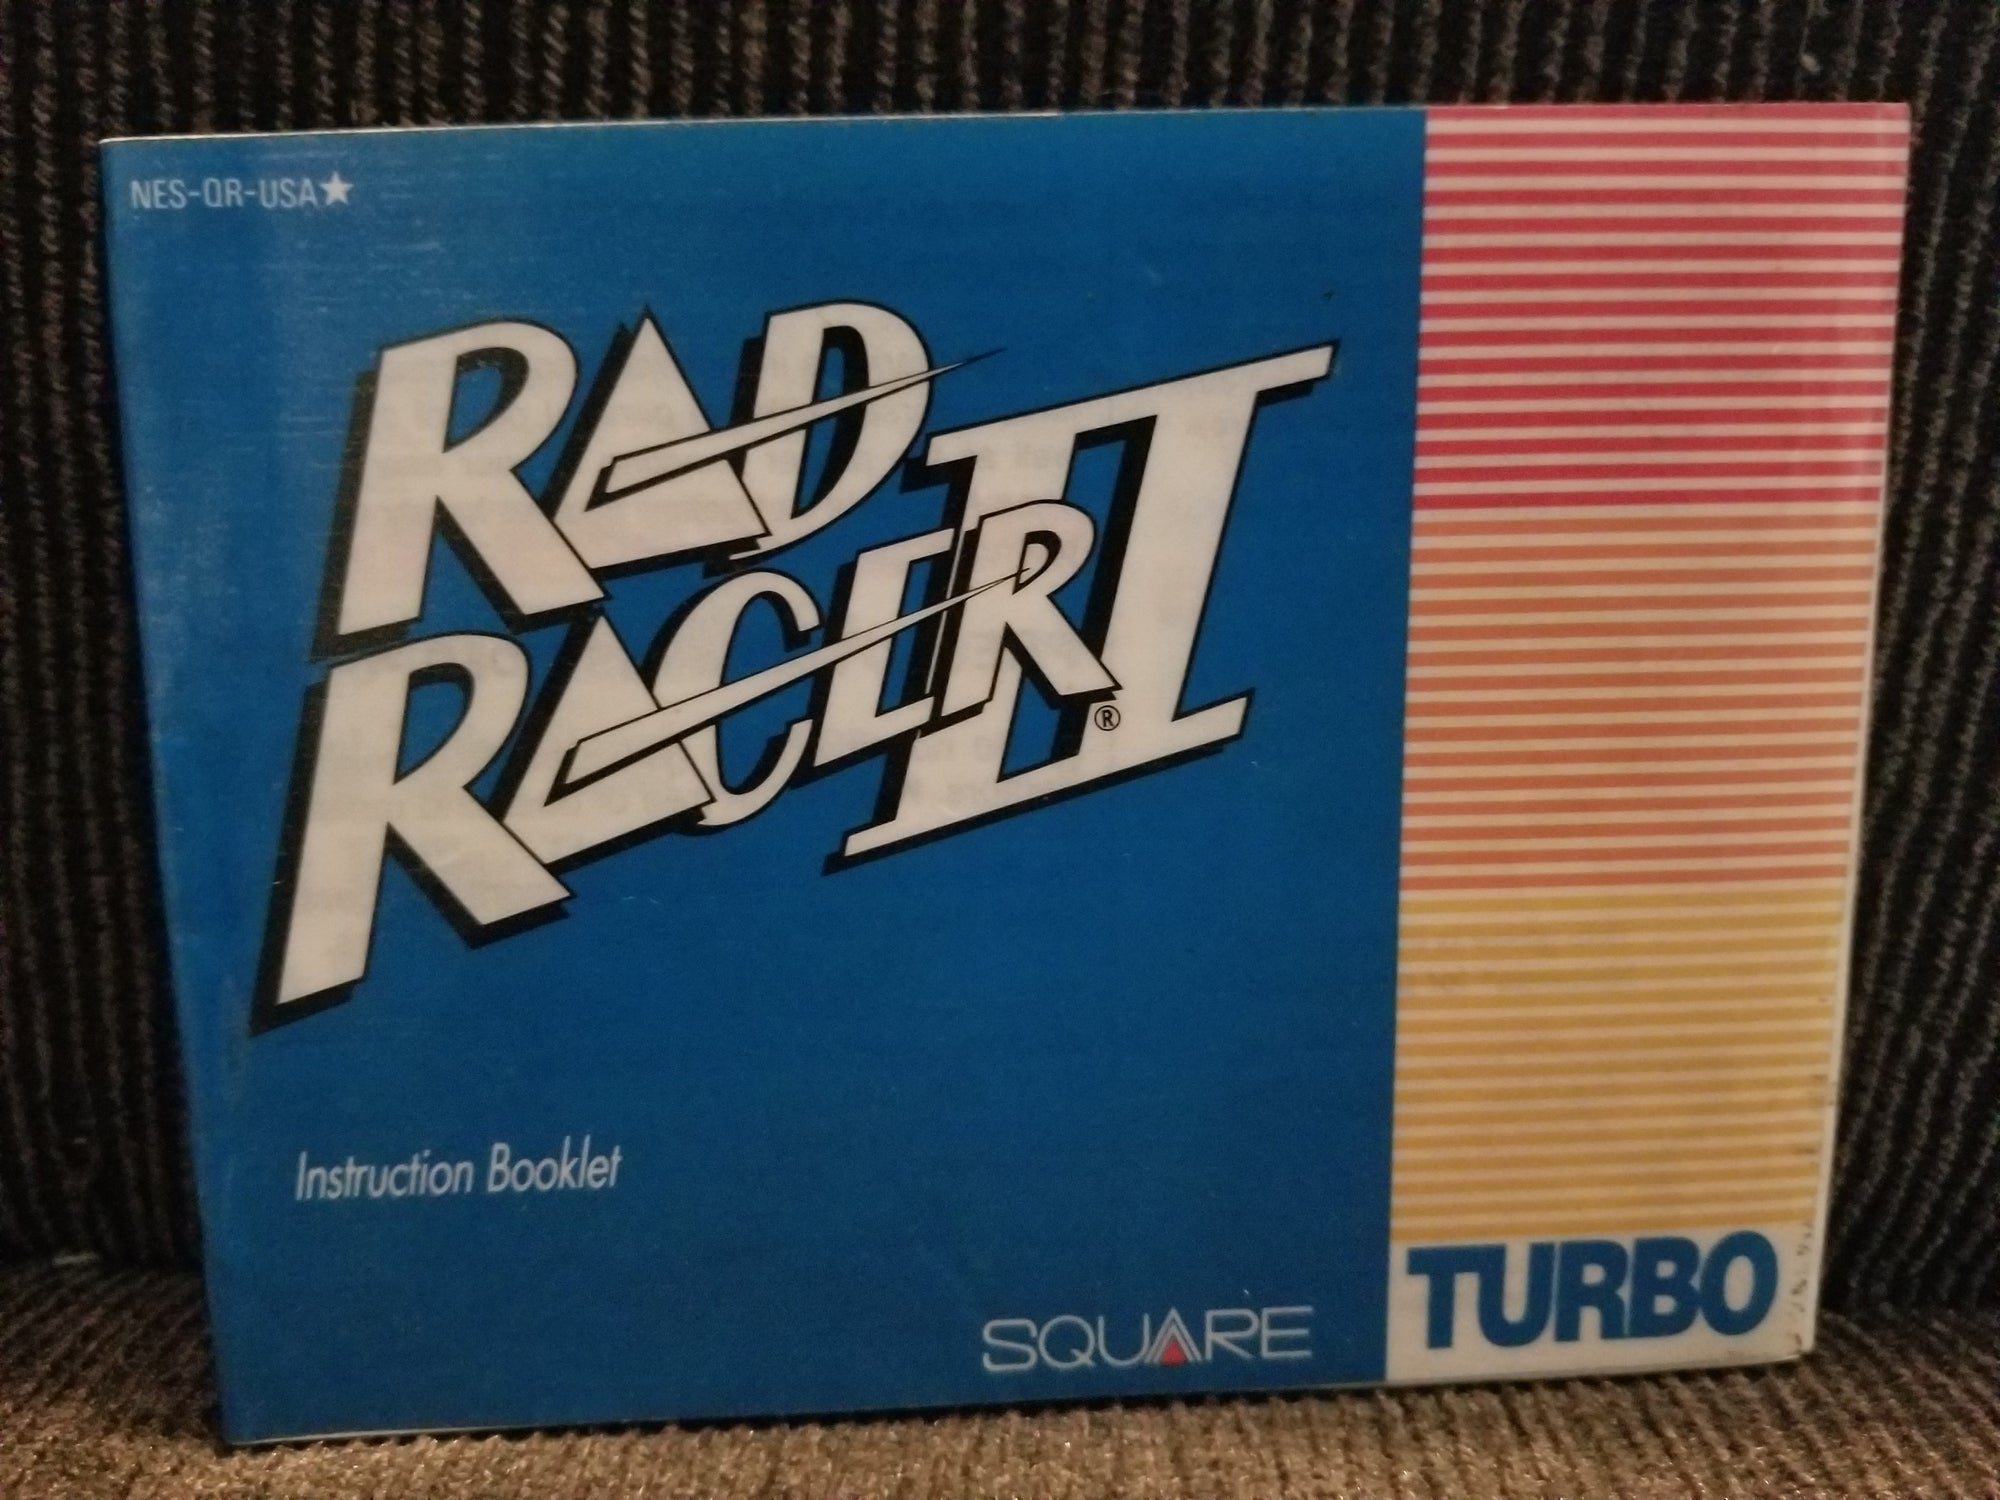 NES-QR-USA★
RAD
RACER II®
Instruction Booklet
SQUARE
TURBO